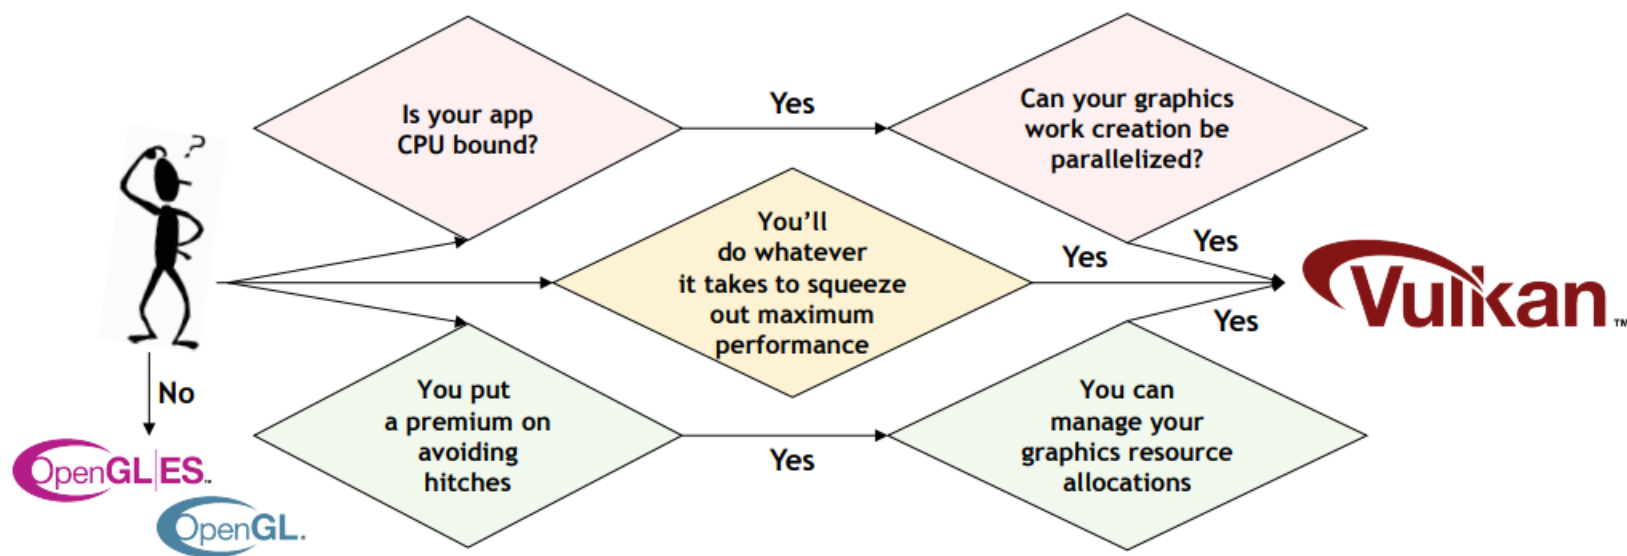 Is your app
CPU bound?
Yes
Can your graphics
work creation be
parallelized?
?
You'll
do whatever
it takes to squeeze
out maximum
performance
Yes
Yes
Vulkan™
Yes
No
You put
a premium on
avoiding
hitches
Yes
You can
manage your
graphics resource
allocations
OpenGL|ES™
OpenGL®